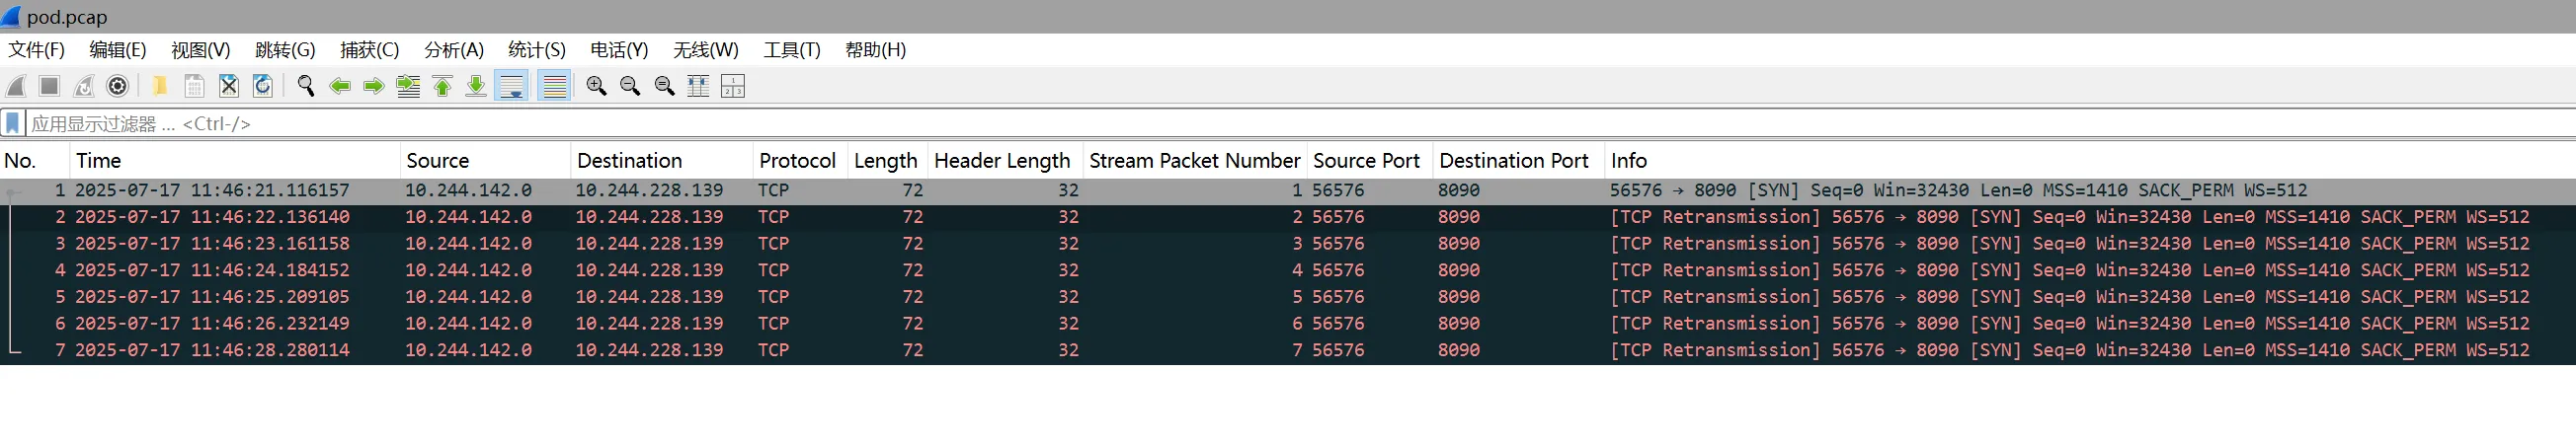 pod.pcap
文件(F) 编辑(E) 视图(V) 跳转(G) 捕获(C) 分析(A) 统计(S) 电话(Y) 无线(W) 工具(T) 帮助(H)
应用显示过滤器 … <Ctrl-/>
No. Time Source Destination Protocol Length Header Length Stream Packet Number Source Port Destination Port Info
1 2025-07-17 11:46:21.116157 10.244.142.0 10.244.228.139 TCP 72 32 1 56576 8090 56576 → 8090 [SYN] Seq=0 Win=32430 Len=0 MSS=1410 SACK_PERM WS=512
2 2025-07-17 11:46:22.136140 10.244.142.0 10.244.228.139 TCP 72 32 2 56576 8090 [TCP Retransmission] 56576 → 8090 [SYN] Seq=0 Win=32430 Len=0 MSS=1410 SACK_PERM WS=512
3 2025-07-17 11:46:23.161158 10.244.142.0 10.244.228.139 TCP 72 32 3 56576 8090 [TCP Retransmission] 56576 → 8090 [SYN] Seq=0 Win=32430 Len=0 MSS=1410 SACK_PERM WS=512
4 2025-07-17 11:46:24.184152 10.244.142.0 10.244.228.139 TCP 72 32 4 56576 8090 [TCP Retransmission] 56576 → 8090 [SYN] Seq=0 Win=32430 Len=0 MSS=1410 SACK_PERM WS=512
5 2025-07-17 11:46:25.209105 10.244.142.0 10.244.228.139 TCP 72 32 5 56576 8090 [TCP Retransmission] 56576 → 8090 [SYN] Seq=0 Win=32430 Len=0 MSS=1410 SACK_PERM WS=512
6 2025-07-17 11:46:26.232149 10.244.142.0 10.244.228.139 TCP 72 32 6 56576 8090 [TCP Retransmission] 56576 → 8090 [SYN] Seq=0 Win=32430 Len=0 MSS=1410 SACK_PERM WS=512
7 2025-07-17 11:46:28.280114 10.244.142.0 10.244.228.139 TCP 72 32 7 56576 8090 [TCP Retransmission] 56576 → 8090 [SYN] Seq=0 Win=32430 Len=0 MSS=1410 SACK_PERM WS=512